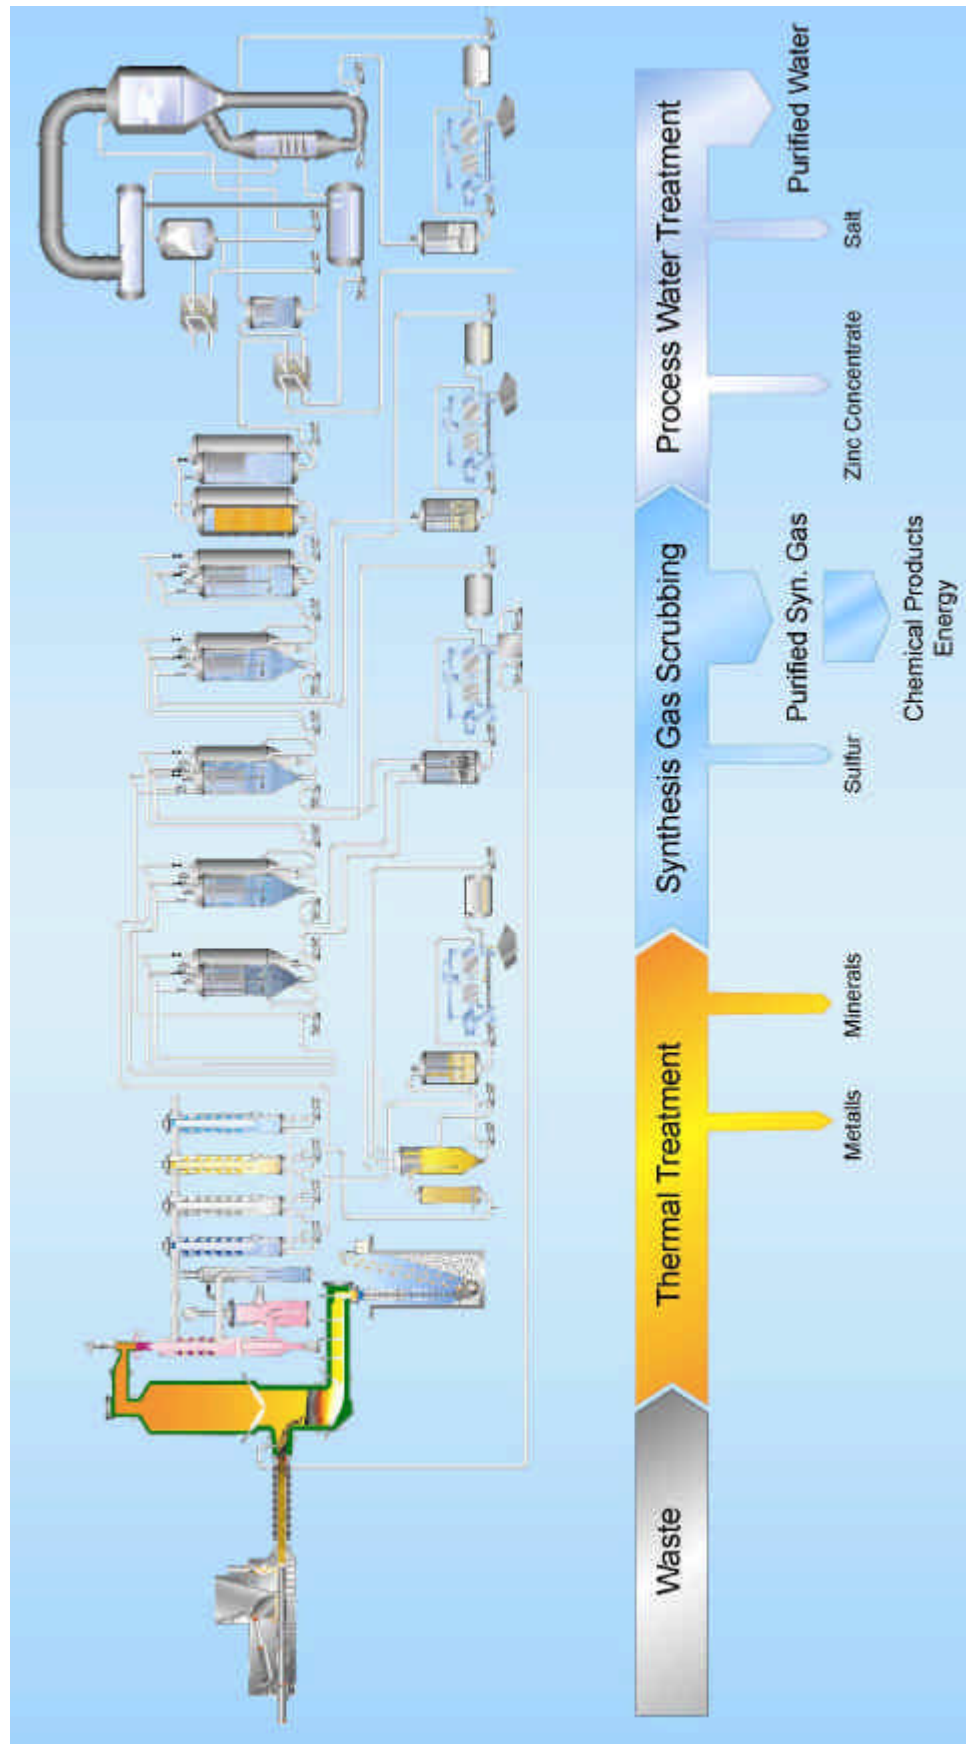 Waste
Thermal Treatment
Synthesis Gas Scrubbing
Process Water Treatment
Metalls
Minerals
Sulfur
Purified Syn. Gas
Chemical Products
Energy
Zinc Concentrate
Salt
Purified Water